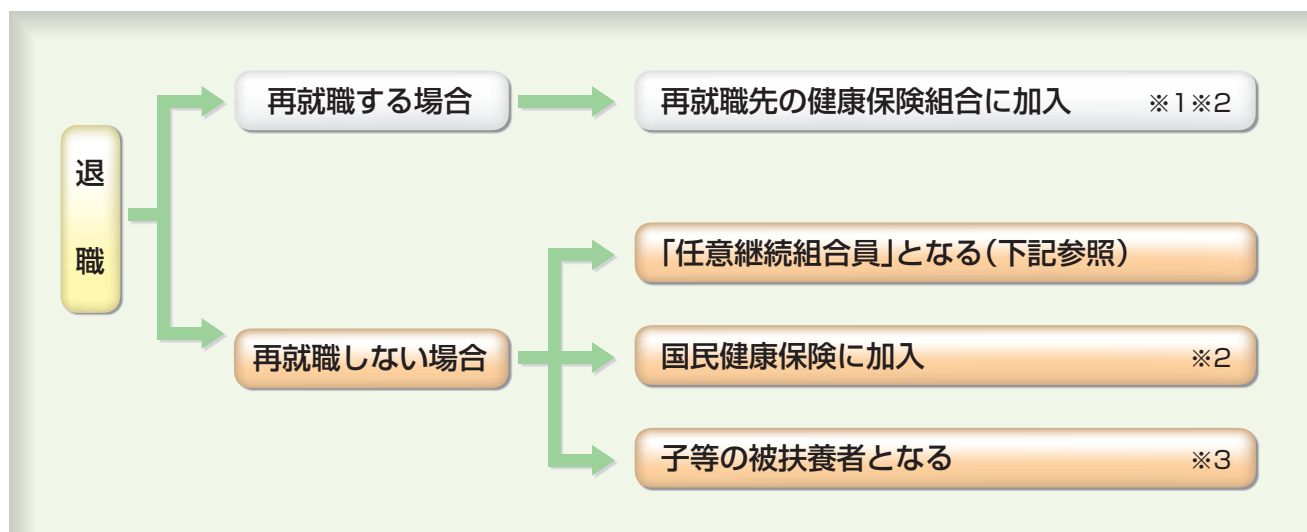 退職
再就職する場合
再就職先の健康保険組合に加入 ※1※2
「任意継続組合員」となる(下記参照)
再就職しない場合
国民健康保険に加入 ※2
子等の被扶養者となる ※3